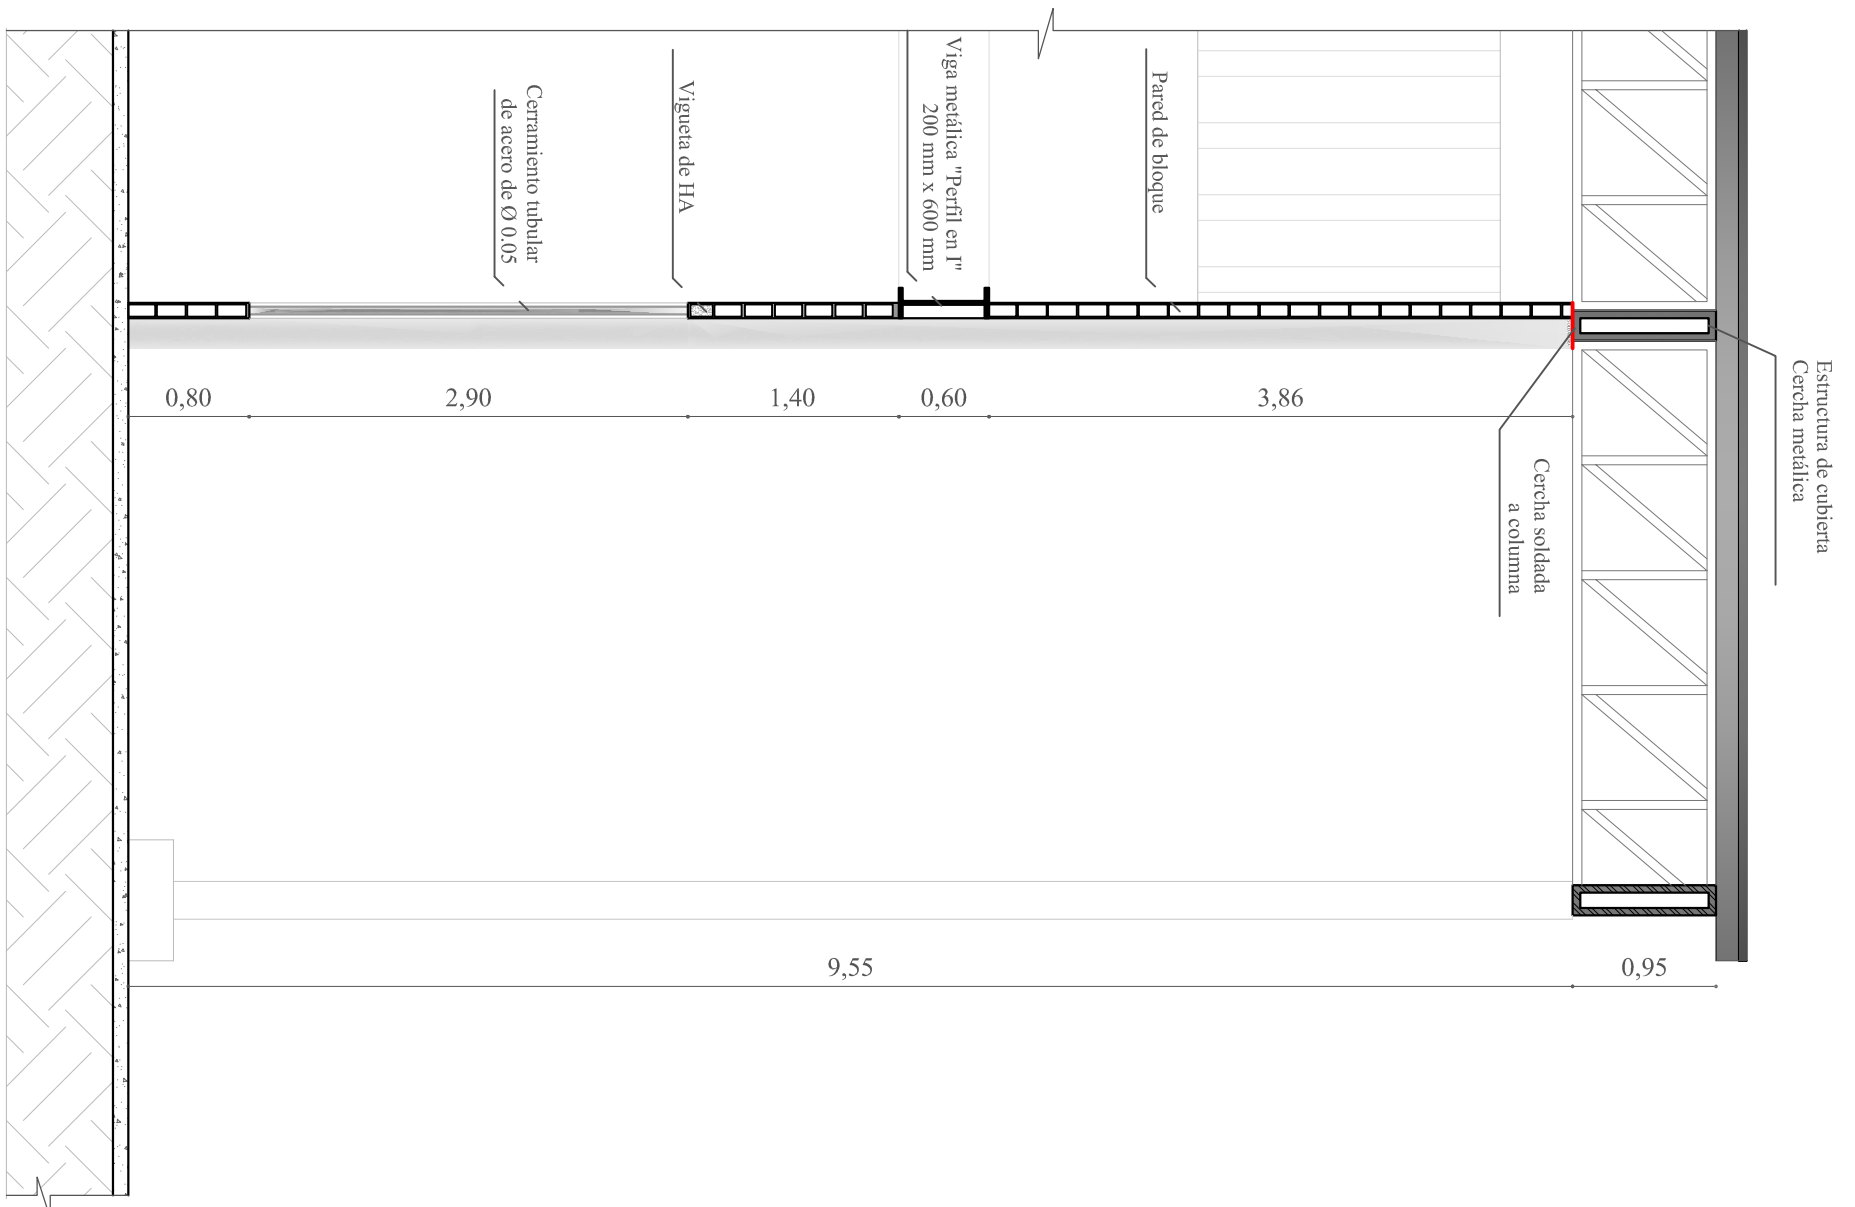 Cerramiento tubular
de acero de Ø 0.05
Vigueta de HA
Viga metálica "Perfil en I"
200 mm x 600 mm
Pared de bloque
Estructura de cubierta
Cercha metálica
Cercha soldada
a columna
0,80
2,90
1,40
0,60
3,86
9,55
0,95